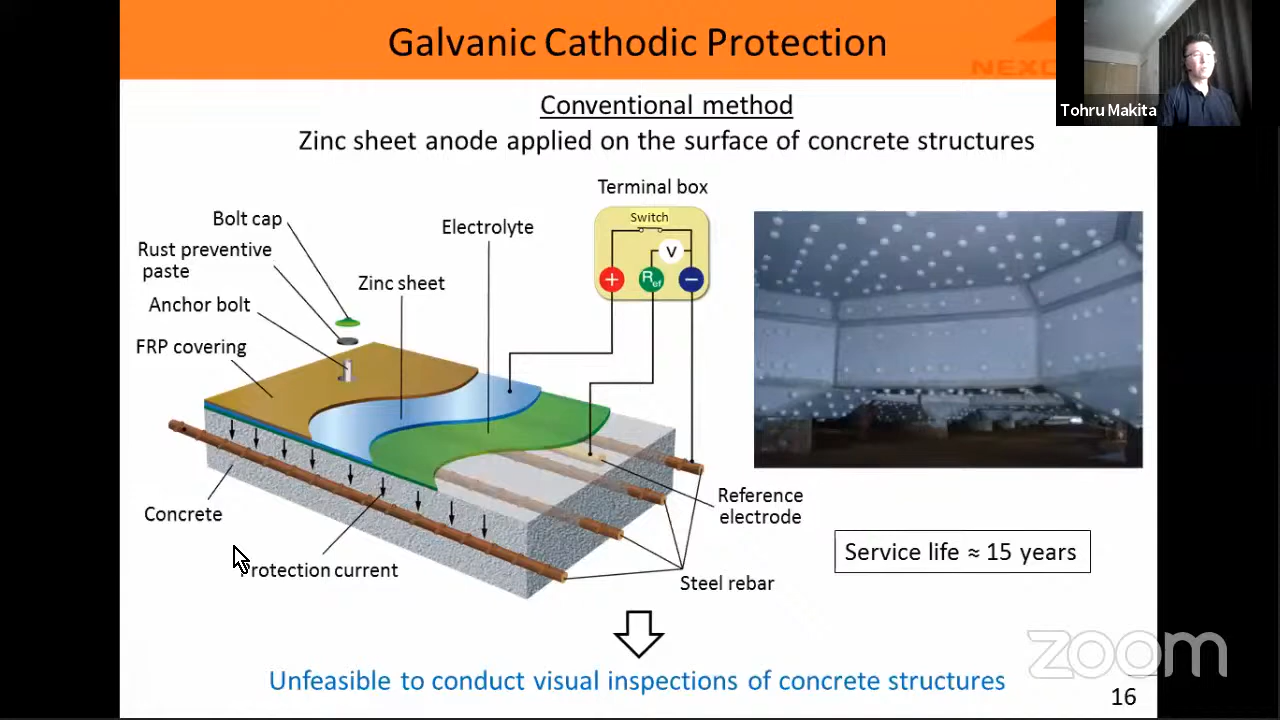 Galvanic Cathodic Protection
Tohru Makita
Conventional method
Zinc sheet anode applied on the surface of concrete structures
Terminal box
Switch
V
+
Ref
−
Bolt cap
Rust preventive
paste
Anchor bolt
FRP covering
Electrolyte
Zinc sheet
Concrete
Protection current
Reference
electrode
Steel rebar
Service life ≈ 15 years
Unfeasible to conduct visual inspections of concrete structures
zoom
16